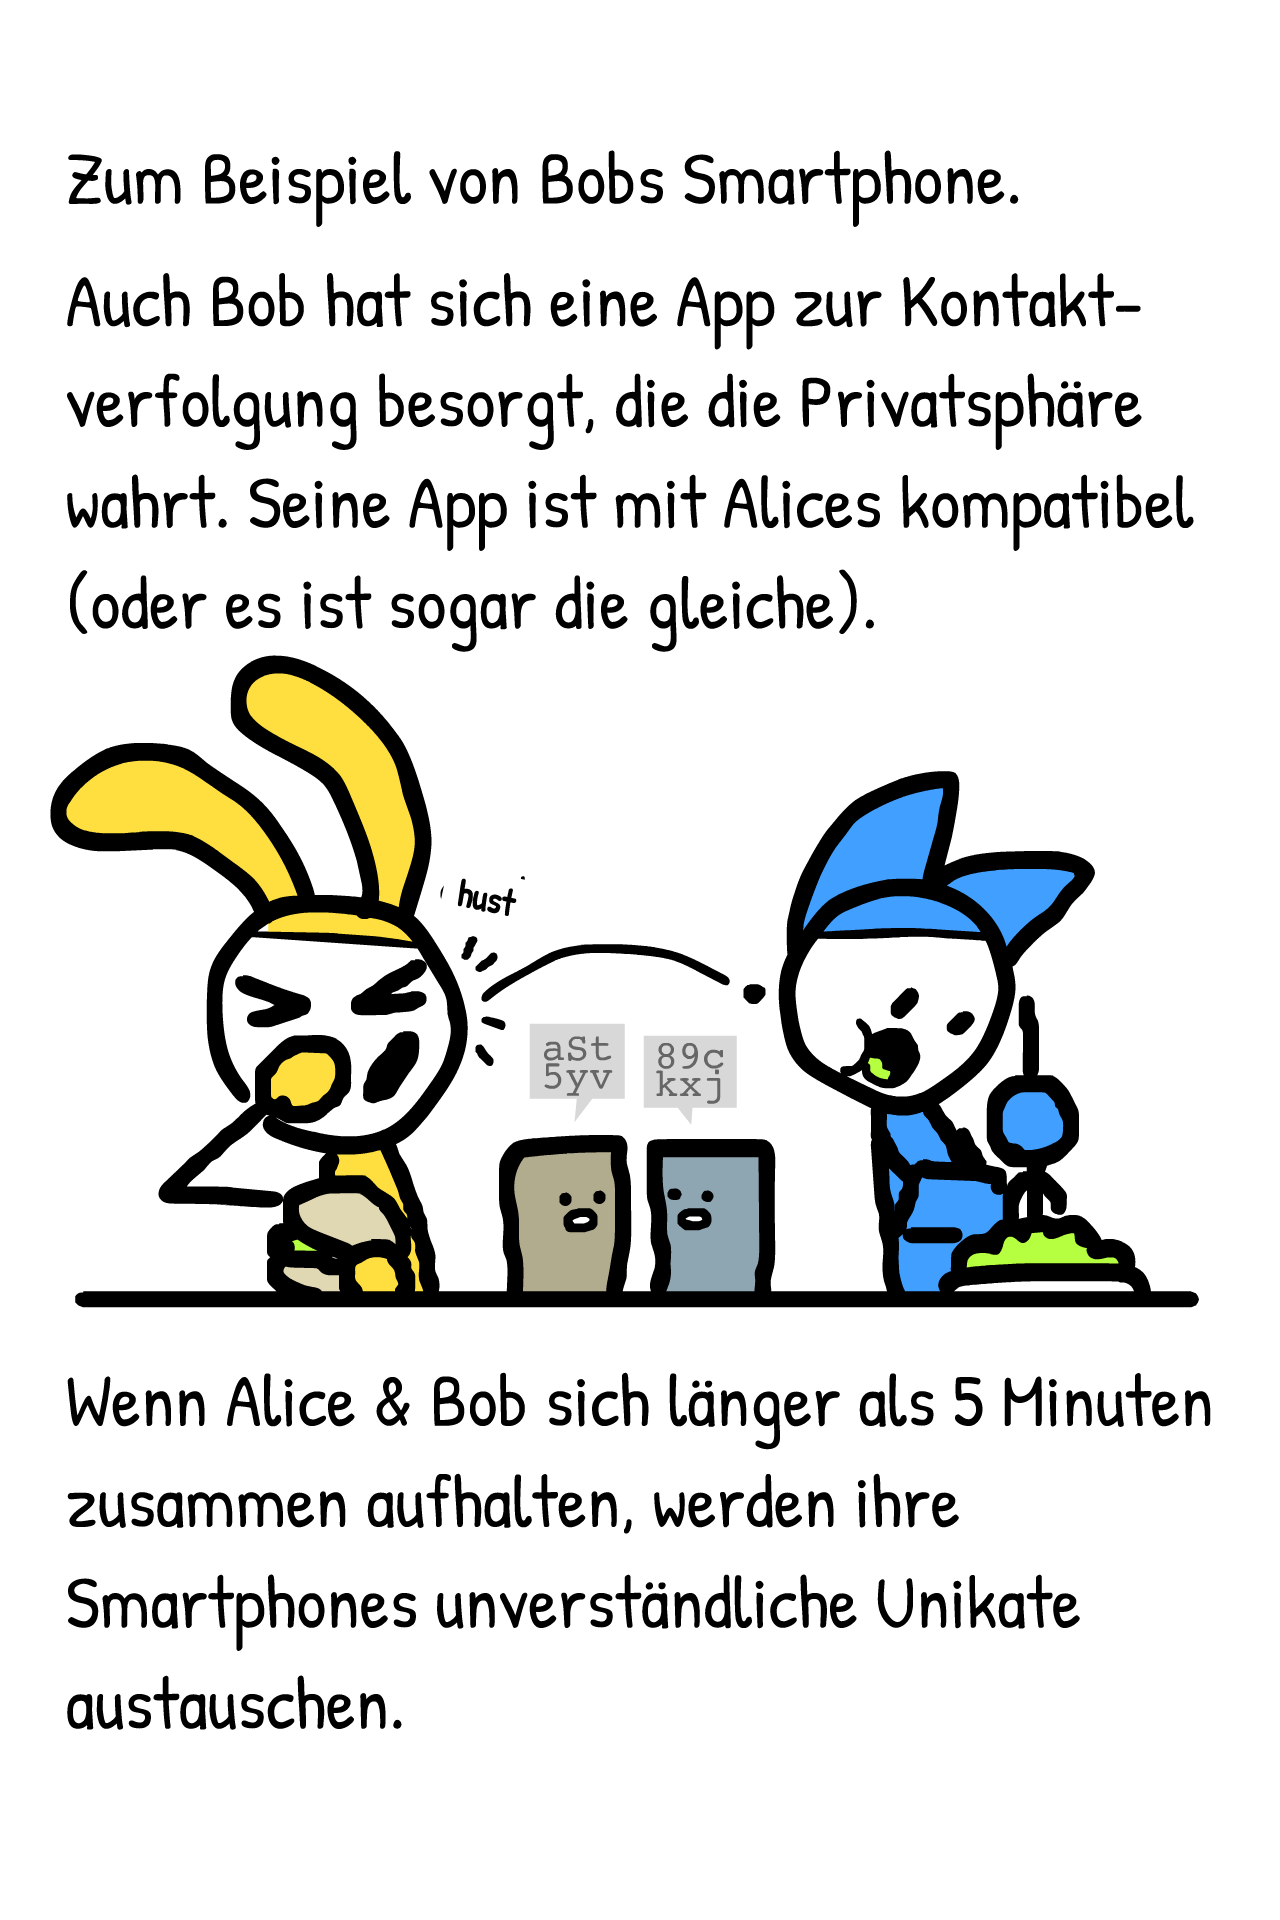 Zum Beispiel von Bobs Smartphone.
Auch Bob hat sich eine App zur Kontakt-
verfolgung besorgt, die die Privatsphäre
wahrt. Seine App ist mit Alices kompatibel
(oder es ist sogar die gleiche).
hust
aSt
5yv
89c
kxj
Wenn Alice & Bob sich länger als 5 Minuten
zusammen aufhalten, werden ihre
Smartphones unverständliche Unikate
austauschen.